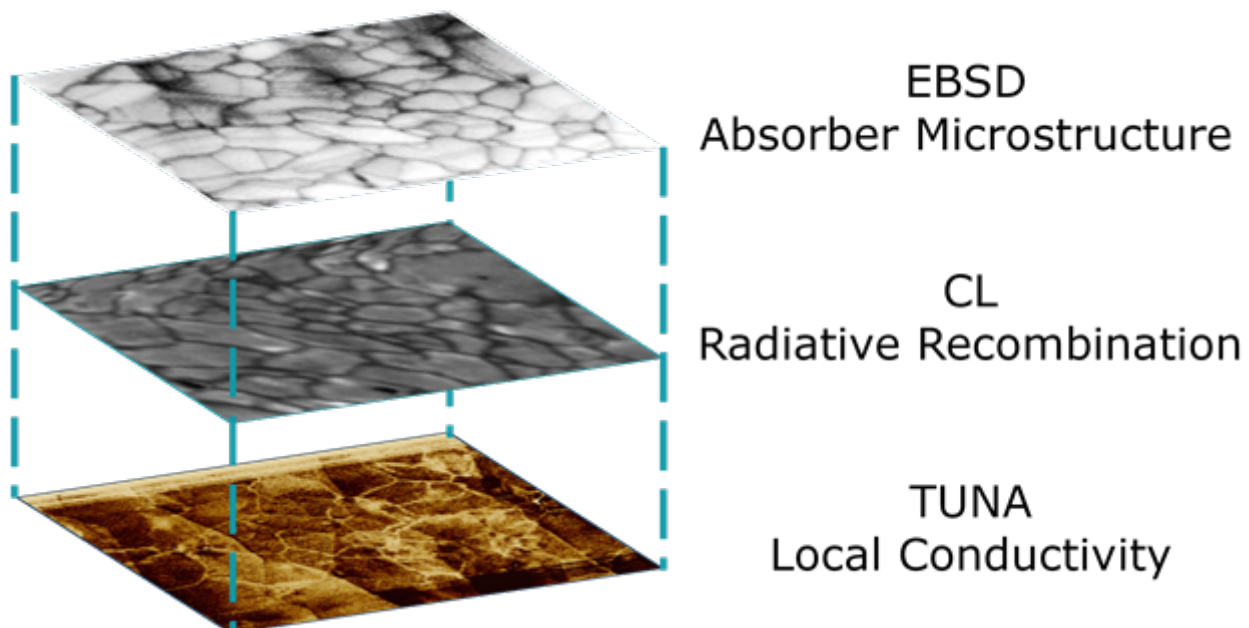 EBSD
Absorber Microstructure
CL
Radiative Recombination
TUNA
Local Conductivity